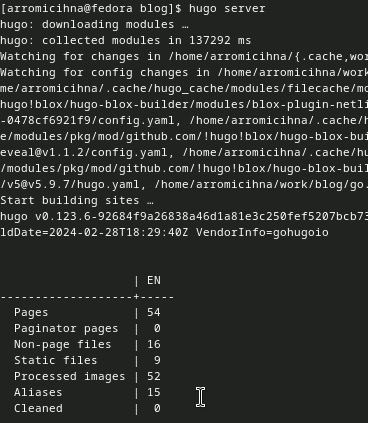 [arromicihna@fedora blog]$ hugo server
hugo: downloading modules …
hugo: collected modules in 137292 ms
Watching for changes in /home/arromicihna/{.cache,wor
Watching for config changes in /home/arromicihna/work
me/arromicihna/.cache/hugo_cache/modules/filecache/mo
hugo!blox/hugo-blox-builder/modules/blox-plugin-netli
-0478cf6921f9/config.yaml, /home/arromicihna/.cache/h
e/modules/pkg/mod/github.com/!hugo!blox/hugo-blox-bui
eveal@v1.1.2/config.yaml, /home/arromicihna/.cache/hu
/modules/pkg/mod/github.com/!hugo!blox/hugo-blox-buil
/v5@v5.9.7/hugo.yaml, /home/arromicihna/work/blog/go.
Start building sites …
hugo v0.123.6-92684f9a26838a46d1a81e3c250fef5207bcb73
ldDate=2024-02-28T18:29:40Z VendorInfo=gohugoio
| EN
-------------------+-----
Pages | 54
Paginator pages | 0
Non-page files | 16
Static files | 9
Processed images | 52
Aliases | 15
Cleaned | 0